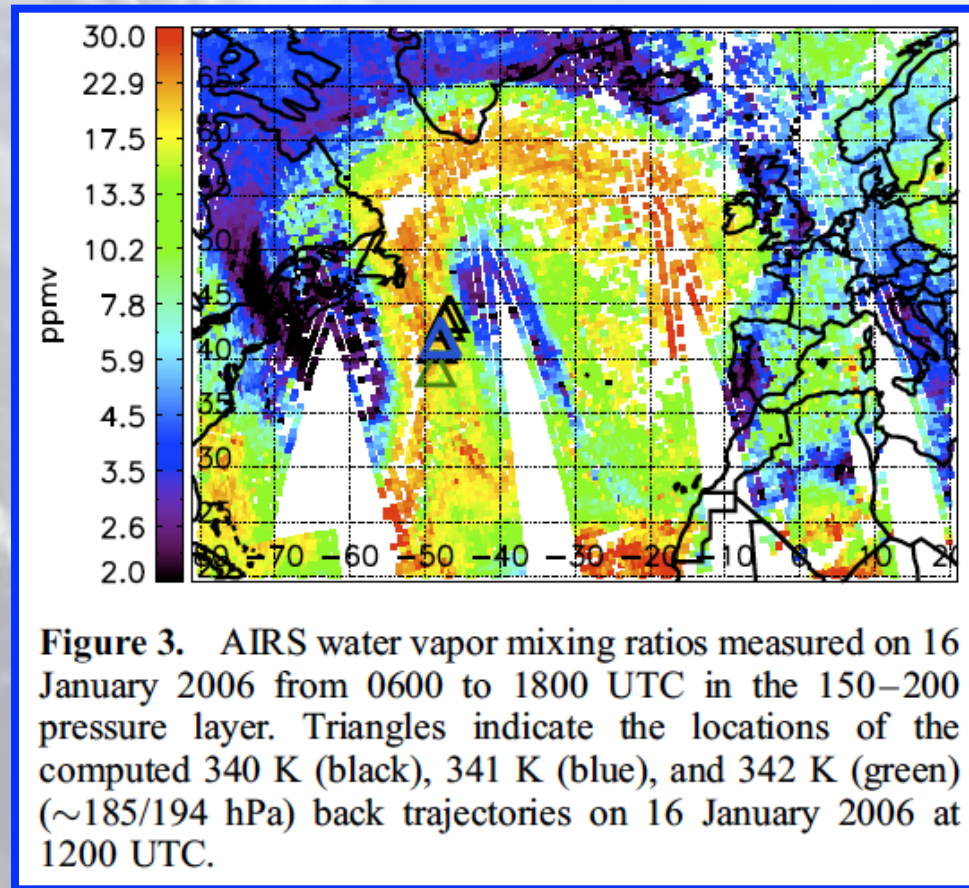 30.0
22.9
17.5
13.3
10.2
7.8
5.9
4.5
3.5
2.6
2.0
ppmv
65
60
50
45
40
35
30
25
-80 -70 -60 -50 -40 -30 -20 -10 0 10 20
Figure 3. AIRS water vapor mixing ratios measured on 16
January 2006 from 0600 to 1800 UTC in the 150–200
pressure layer. Triangles indicate the locations of the
computed 340 K (black), 341 K (blue), and 342 K (green)
(~185/194 hPa) back trajectories on 16 January 2006 at
1200 UTC.